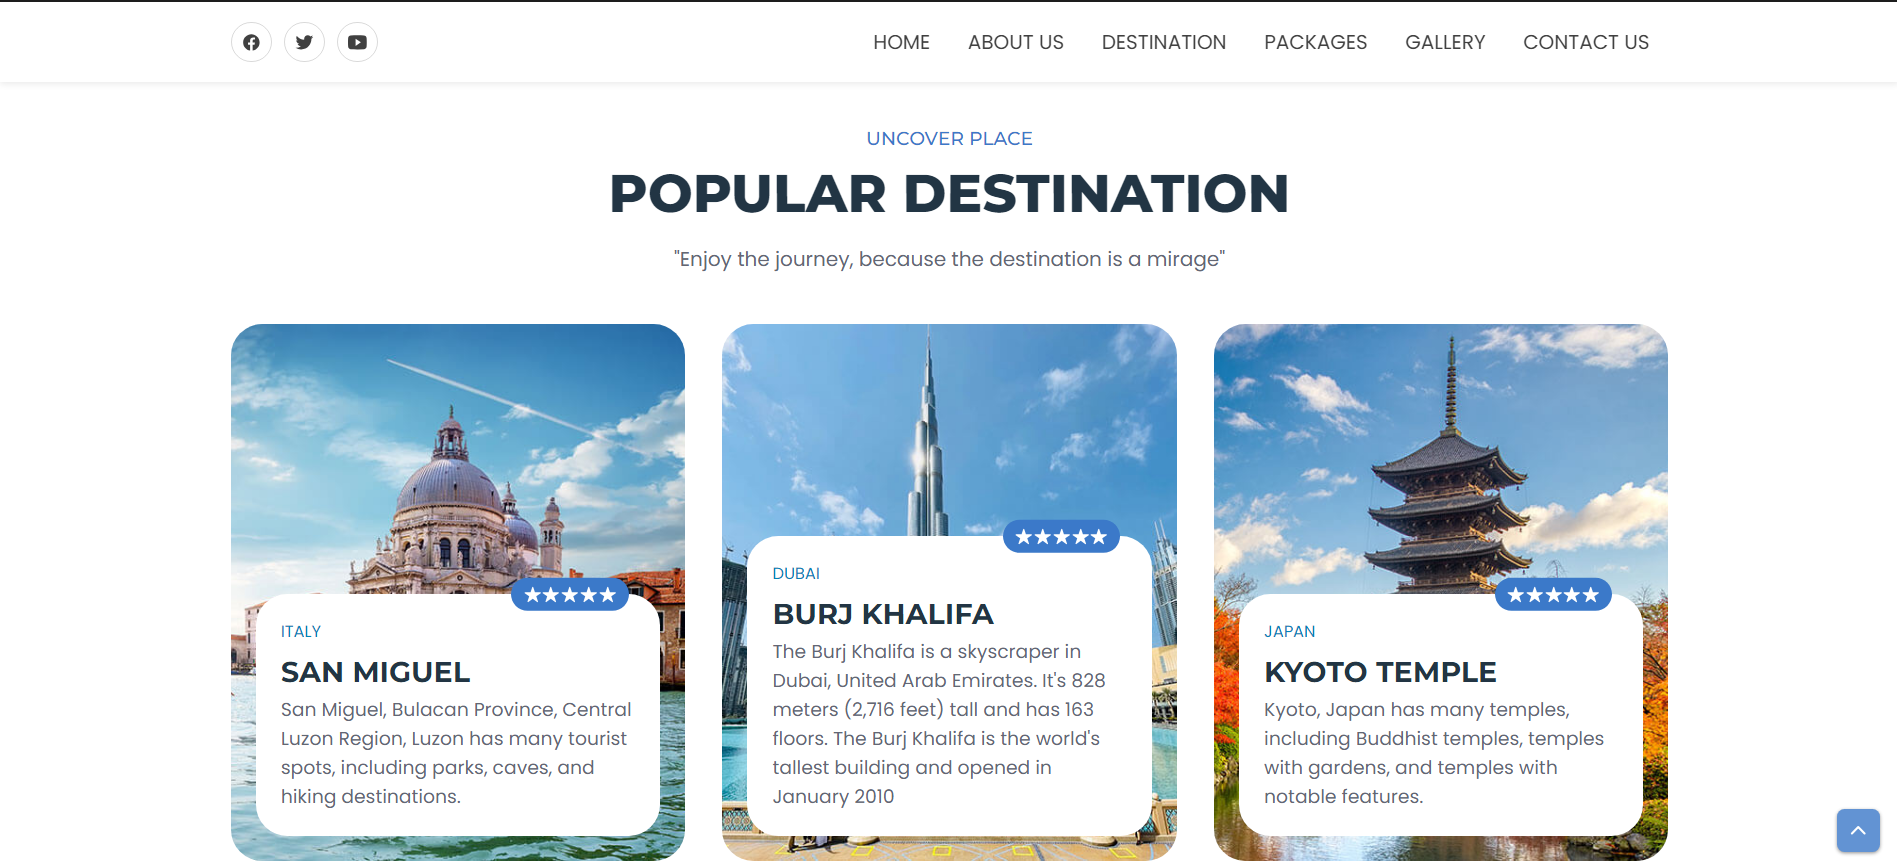 HOME ABOUT US DESTINATION PACKAGES GALLERY CONTACT US
UNCOVER PLACE
POPULAR DESTINATION
"Enjoy the journey, because the destination is a mirage"
ITALY
SAN MIGUEL
San Miguel, Bulacan Province, Central
Luzon Region, Luzon has many tourist
spots, including parks, caves, and
hiking destinations.
DUBAI
BURJ KHALIFA
The Burj Khalifa is a skyscraper in
Dubai, United Arab Emirates. It's 828
meters (2,716 feet) tall and has 163
floors. The Burj Khalifa is the world's
tallest building and opened in
January 2010
JAPAN
KYOTO TEMPLE
Kyoto, Japan has many temples,
including Buddhist temples, temples
with gardens, and temples with
notable features.